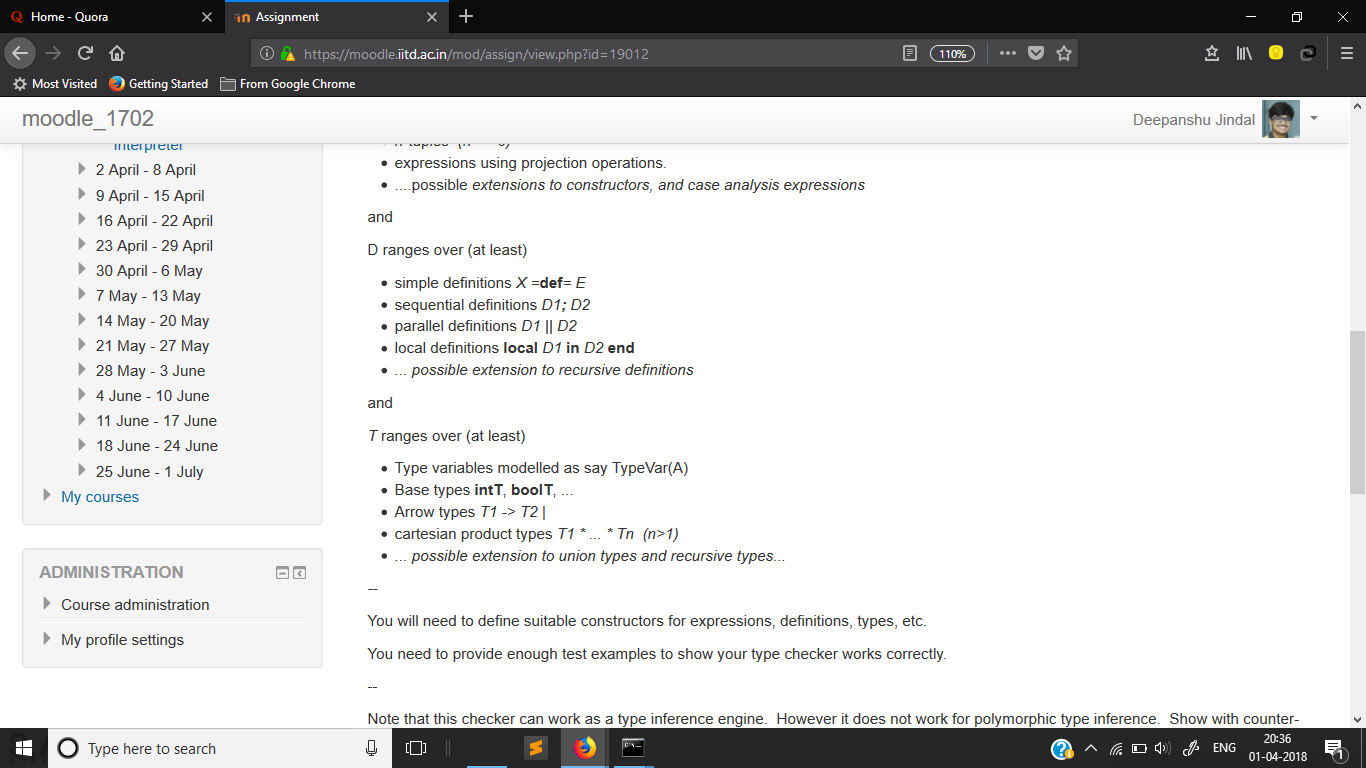 Home - Quora
Assignment
https://moodle.iitd.ac.in/mod/assign/view.php?id=19012
110%
Most Visited
Getting Started
From Google Chrome
moodle_1702
Deepanshu Jindal
Interpreter
2 April - 8 April
9 April - 15 April
16 April - 22 April
23 April - 29 April
30 April - 6 May
7 May - 13 May
14 May - 20 May
21 May - 27 May
28 May - 3 June
4 June - 10 June
11 June - 17 June
18 June - 24 June
25 June - 1 July
My courses
ADMINISTRATION
Course administration
My profile settings
expressions using projection operations.
....possible extensions to constructors, and case analysis expressions
and
D ranges over (at least)
simple definitions X =def= E
sequential definitions D1; D2
parallel definitions D1 || D2
local definitions local D1 in D2 end
... possible extension to recursive definitions
and
T ranges over (at least)
Type variables modelled as say TypeVar(A)
Base types intT, boolT, ...
Arrow types T1 -> T2 |
cartesian product types T1 * ... * Tn (n>1)
... possible extension to union types and recursive types...
--
You will need to define suitable constructors for expressions, definitions, types, etc.
You need to provide enough test examples to show your type checker works correctly.
--
Note that this checker can work as a type inference engine. However it does not work for polymorphic type inference. Show with counter-
Type here to search
ENG
20:36
01-04-2018
1